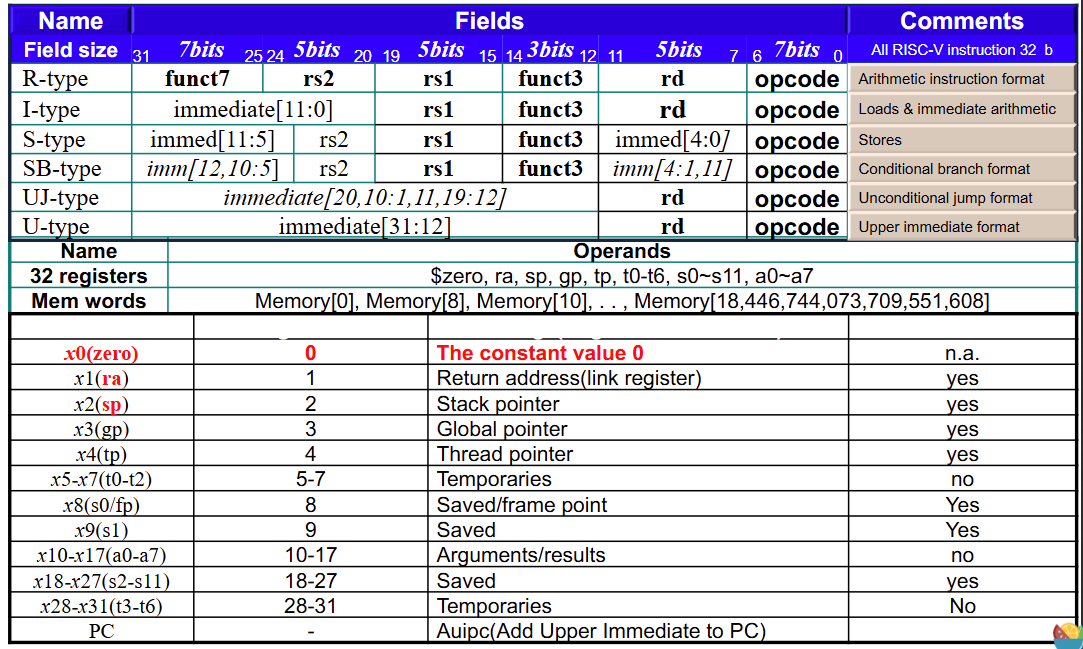 Name Fields Comments
Field size 31 7bits 25 24 5bits 20 19 5bits 15 14 3bits 12 11 5bits 7 6 7bits 0 All RISC-V instruction 32 b
R-type funct7 rs2 rs1 funct3 rd opcode Arithmetic instruction format
I-type immediate[11:0] rs1 funct3 rd opcode Loads & immediate arithmetic
S-type immed[11:5] rs2 rs1 funct3 immed[4:0] opcode Stores
SB-type imm[12,10:5] rs2 rs1 funct3 imm[4:1,11] opcode Conditional branch format
UJ-type immediate[20,10:1,11,19:12] rd opcode Unconditional jump format
U-type immediate[31:12] rd opcode Upper immediate format
Name Operands
32 registers $zero, ra, sp, gp, tp, t0-t6, s0~s11, a0~a7
Mem words Memory[0], Memory[8], Memory[10], . . , Memory[18,446,744,073,709,551,608]
x0(zero) 0 The constant value 0 n.a.
x1(ra) 1 Return address(link register) yes
x2(sp) 2 Stack pointer yes
x3(gp) 3 Global pointer yes
x4(tp) 4 Thread pointer yes
x5-x7(t0-t2) 5-7 Temporaries no
x8(s0/fp) 8 Saved/frame point Yes
x9(s1) 9 Saved Yes
x10-x17(a0-a7) 10-17 Arguments/results no
x18-x27(s2-s11) 18-27 Saved yes
x28-x31(t3-t6) 28-31 Temporaries No
PC - Auipc(Add Upper Immediate to PC)